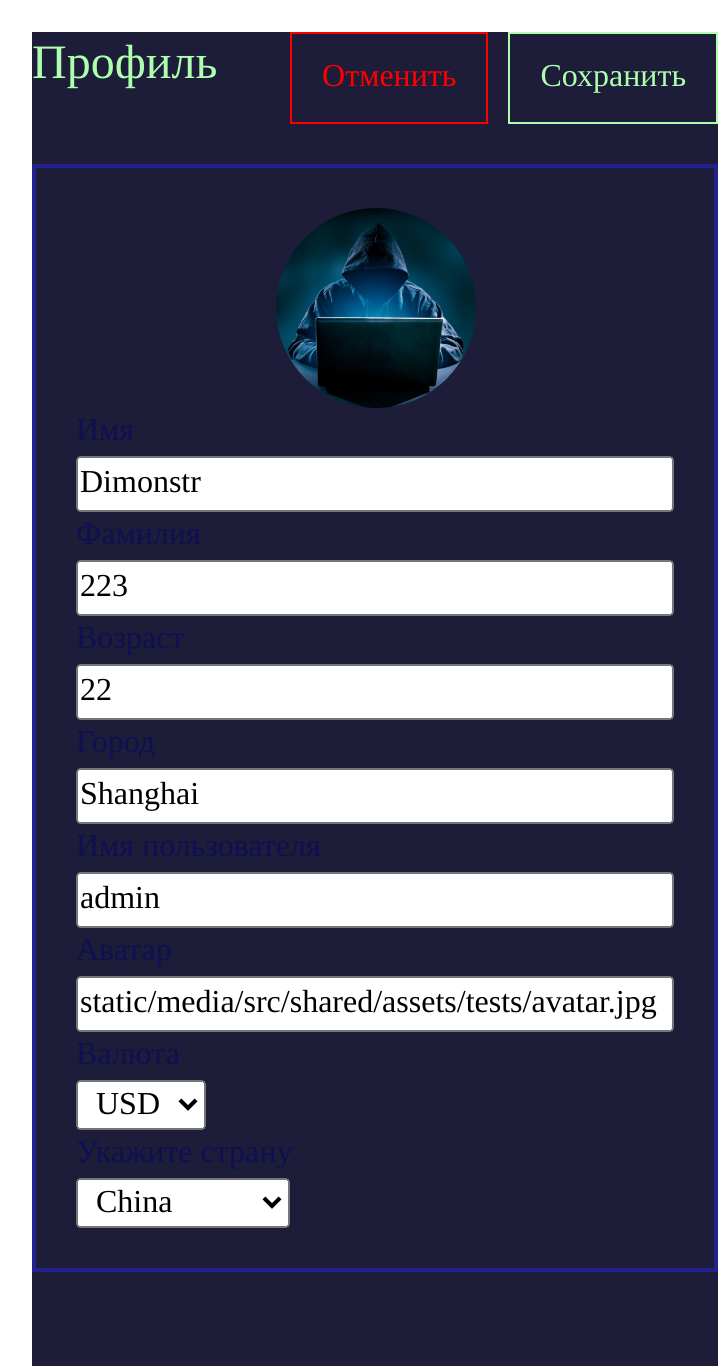 Профиль
Отменить
Сохранить
Имя
Dimonstr
Фамилия
223
Возраст
22
Город
Shanghai
Имя пользователя
admin
Аватар
static/media/src/shared/assets/tests/avatar.jpg
Валюта
USD
Укажите страну
China